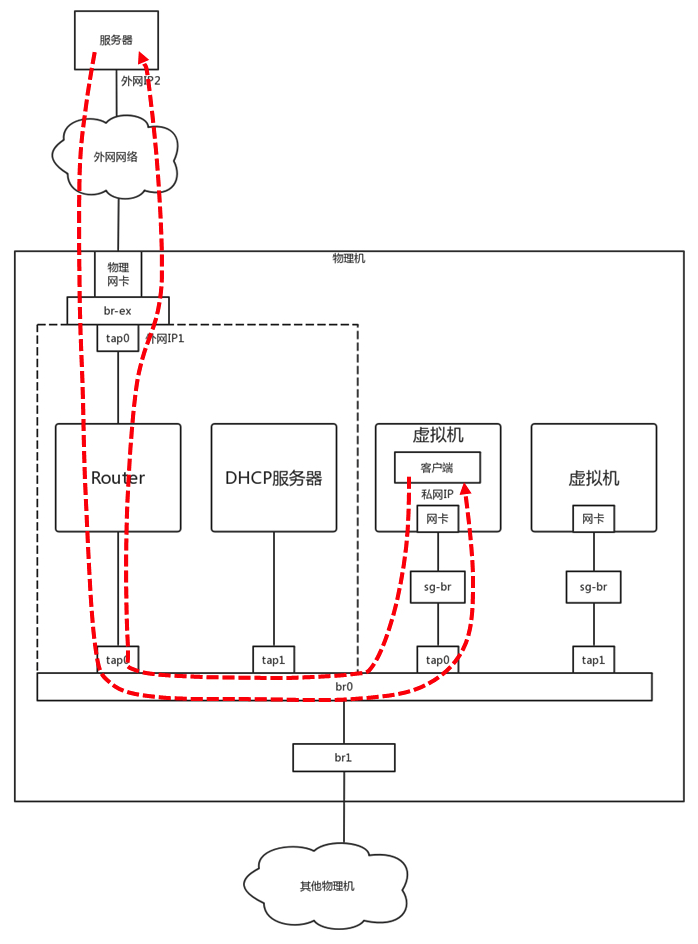 服务器
外网IP2
外网网络
物理机
物理
网卡
br-ex
tap0
外网IP1
Router
DHCP服务器
虚拟机
客户端
私网IP
网卡
虚拟机
网卡
sg-br
sg-br
tap0
tap1
tap0
tap1
br0
br1
其他物理机